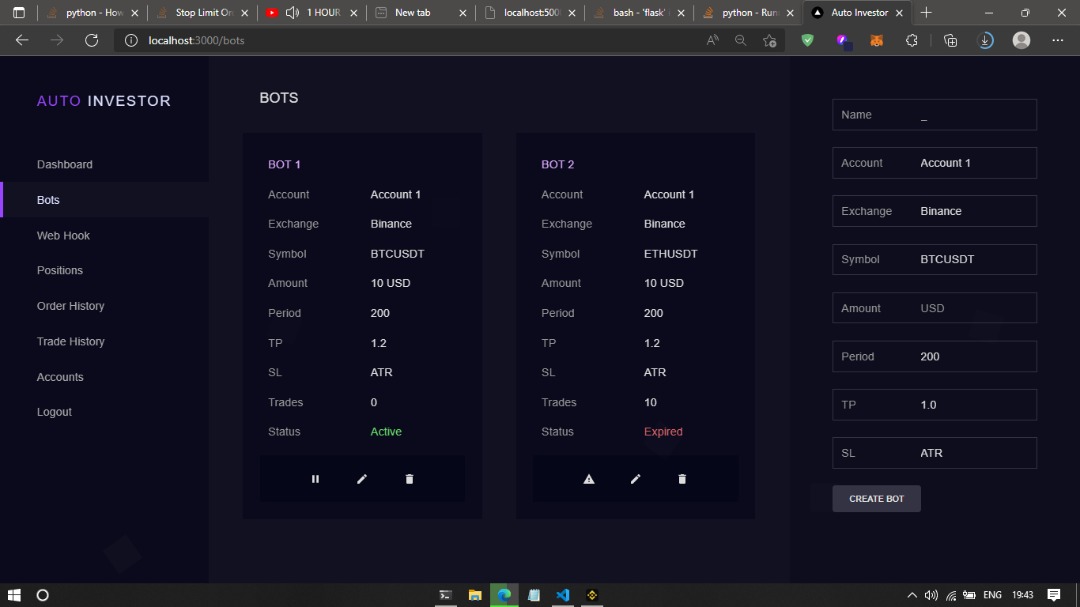 python - How
Stop Limit Or
1 HOUR
New tab
localhost:500
bash - 'flask'
python - Run
Auto Investor
localhost:3000/bots
AUTO INVESTOR
Dashboard
Bots
Web Hook
Positions
Order History
Trade History
Accounts
Logout
BOTS
BOT 1
Account Account 1
Exchange Binance
Symbol BTCUSDT
Amount 10 USD
Period 200
TP 1.2
SL ATR
Trades 0
Status Active
BOT 2
Account Account 1
Exchange Binance
Symbol ETHUSDT
Amount 10 USD
Period 200
TP 1.2
SL ATR
Trades 10
Status Expired
Name _
Account Account 1
Exchange Binance
Symbol BTCUSDT
Amount USD
Period 200
TP 1.0
SL ATR
CREATE BOT
ENG 19:43